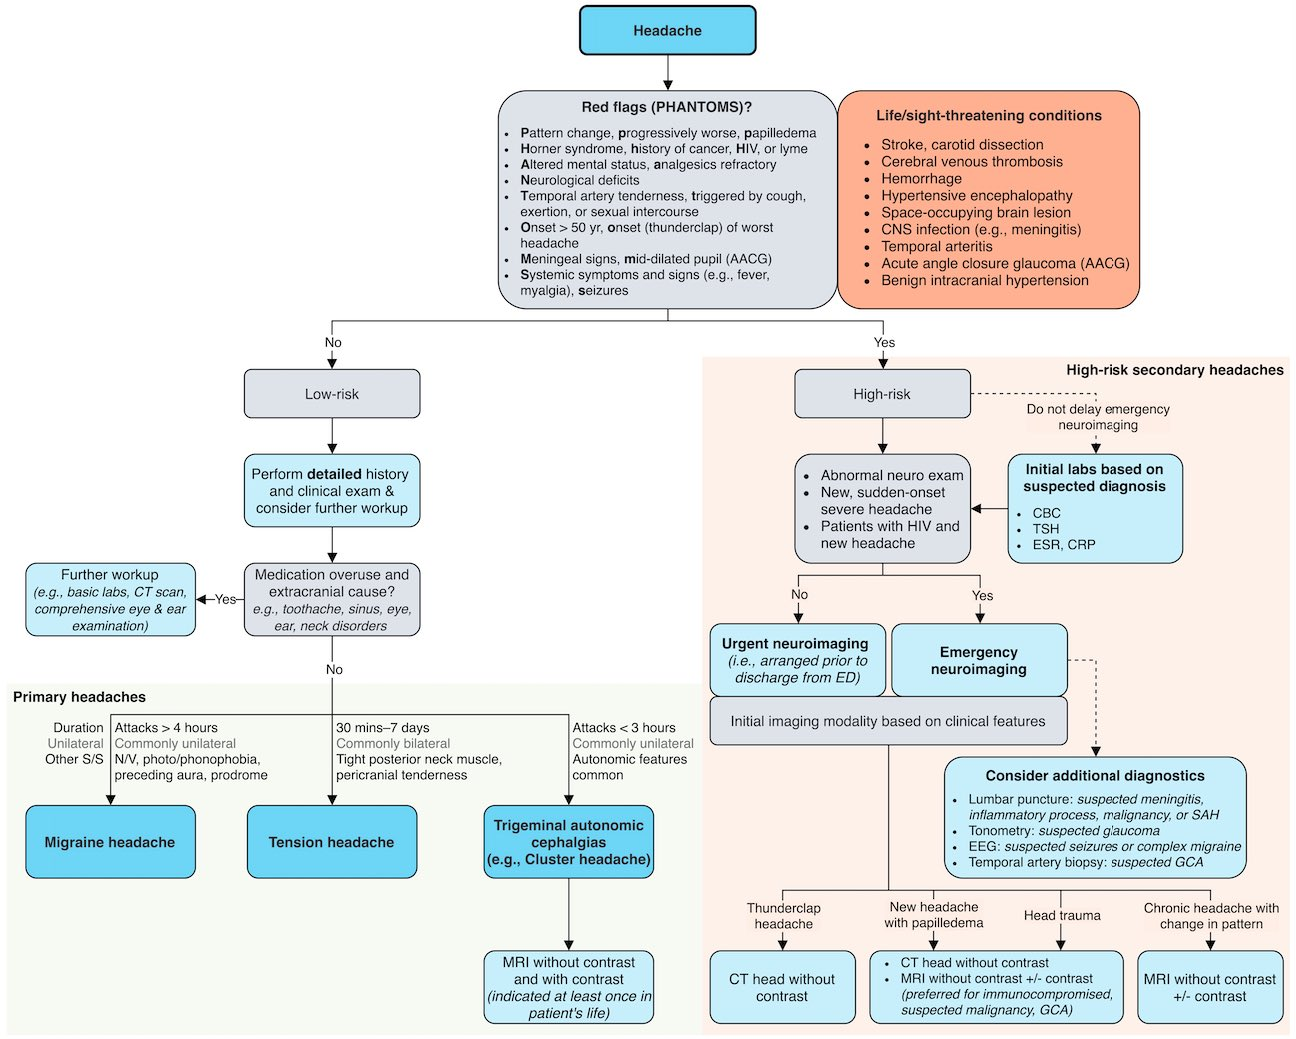 Headache
Red flags (PHANTOMS)?
• Pattern change, progressively worse, papilledema
• Horner syndrome, history of cancer, HIV, or lyme
• Altered mental status, analgesics refractory
• Neurological deficits
• Temporal artery tenderness, triggered by cough,
exertion, or sexual intercourse
• Onset > 50 yr, onset (thunderclap) of worst
headache
• Meningeal signs, mid-dilated pupil (AACG)
• Systemic symptoms and signs (e.g., fever,
myalgia), seizures
Life/sight-threatening conditions
• Stroke, carotid dissection
• Cerebral venous thrombosis
• Hemorrhage
• Hypertensive encephalopathy
• Space-occupying brain lesion
• CNS infection (e.g., meningitis)
• Temporal arteritis
• Acute angle closure glaucoma (AACG)
• Benign intracranial hypertension
No
Yes
Low-risk
Perform detailed history
and clinical exam &
consider further workup
Medication overuse and
extracranial cause?
e.g., toothache, sinus, eye,
ear, neck disorders
Yes
Further workup
(e.g., basic labs, CT scan,
comprehensive eye & ear
examination)
No
Primary headaches
Duration
Unilateral
Other S/S
Attacks > 4 hours
Commonly unilateral
N/V, photo/phonophobia,
preceding aura, prodrome
30 mins–7 days
Commonly bilateral
Tight posterior neck muscle,
pericranial tenderness
Attacks < 3 hours
Commonly unilateral
Autonomic features
common
Migraine headache
Tension headache
Trigeminal autonomic
cephalgias
(e.g., Cluster headache)
MRI without contrast
and with contrast
(indicated at least once in
patient's life)
High-risk secondary headaches
High-risk
Do not delay emergency
neuroimaging
• Abnormal neuro exam
• New, sudden-onset
severe headache
• Patients with HIV and
new headache
Initial labs based on
suspected diagnosis
• CBC
• TSH
• ESR, CRP
No
Yes
Urgent neuroimaging
(i.e., arranged prior to
discharge from ED)
Emergency
neuroimaging
Initial imaging modality based on clinical features
Consider additional diagnostics
• Lumbar puncture: suspected meningitis,
inflammatory process, malignancy, or SAH
• Tonometry: suspected glaucoma
• EEG: suspected seizures or complex migraine
• Temporal artery biopsy: suspected GCA
Thunderclap
headache
New headache
with papilledema
Head trauma
Chronic headache with
change in pattern
CT head without
contrast
• CT head without contrast
• MRI without contrast +/- contrast
(preferred for immunocompromised,
suspected malignancy, GCA)
MRI without contrast
+/- contrast